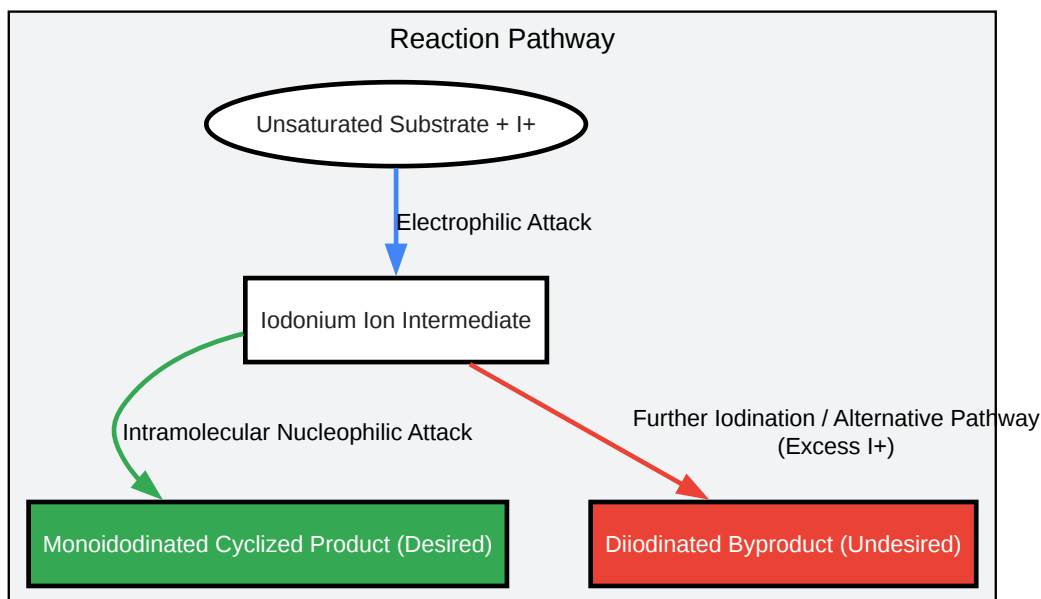 Reaction Pathway
Unsaturated Substrate + I+
Electrophilic Attack
Iodonium Ion Intermediate
Intramolecular Nucleophilic Attack
Further Iodination / Alternative Pathway
(Excess I+)
Monoidodinated Cyclized Product (Desired)
Diiodinated Byproduct (Undesired)